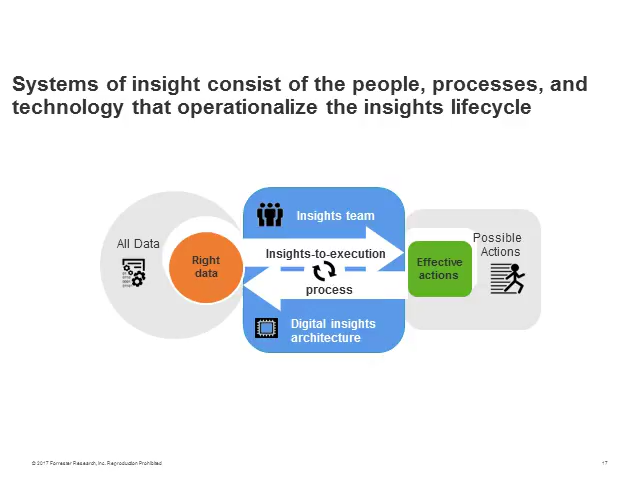 Systems of insight consist of the people, processes, and
technology that operationalize the insights lifecycle
All Data
Right
data
Insights team
Insights-to-execution
process
Digital insights
architecture
Effective
actions
Possible
Actions
© 2017 Forrester Research, Inc. Reproduction Prohibited
17